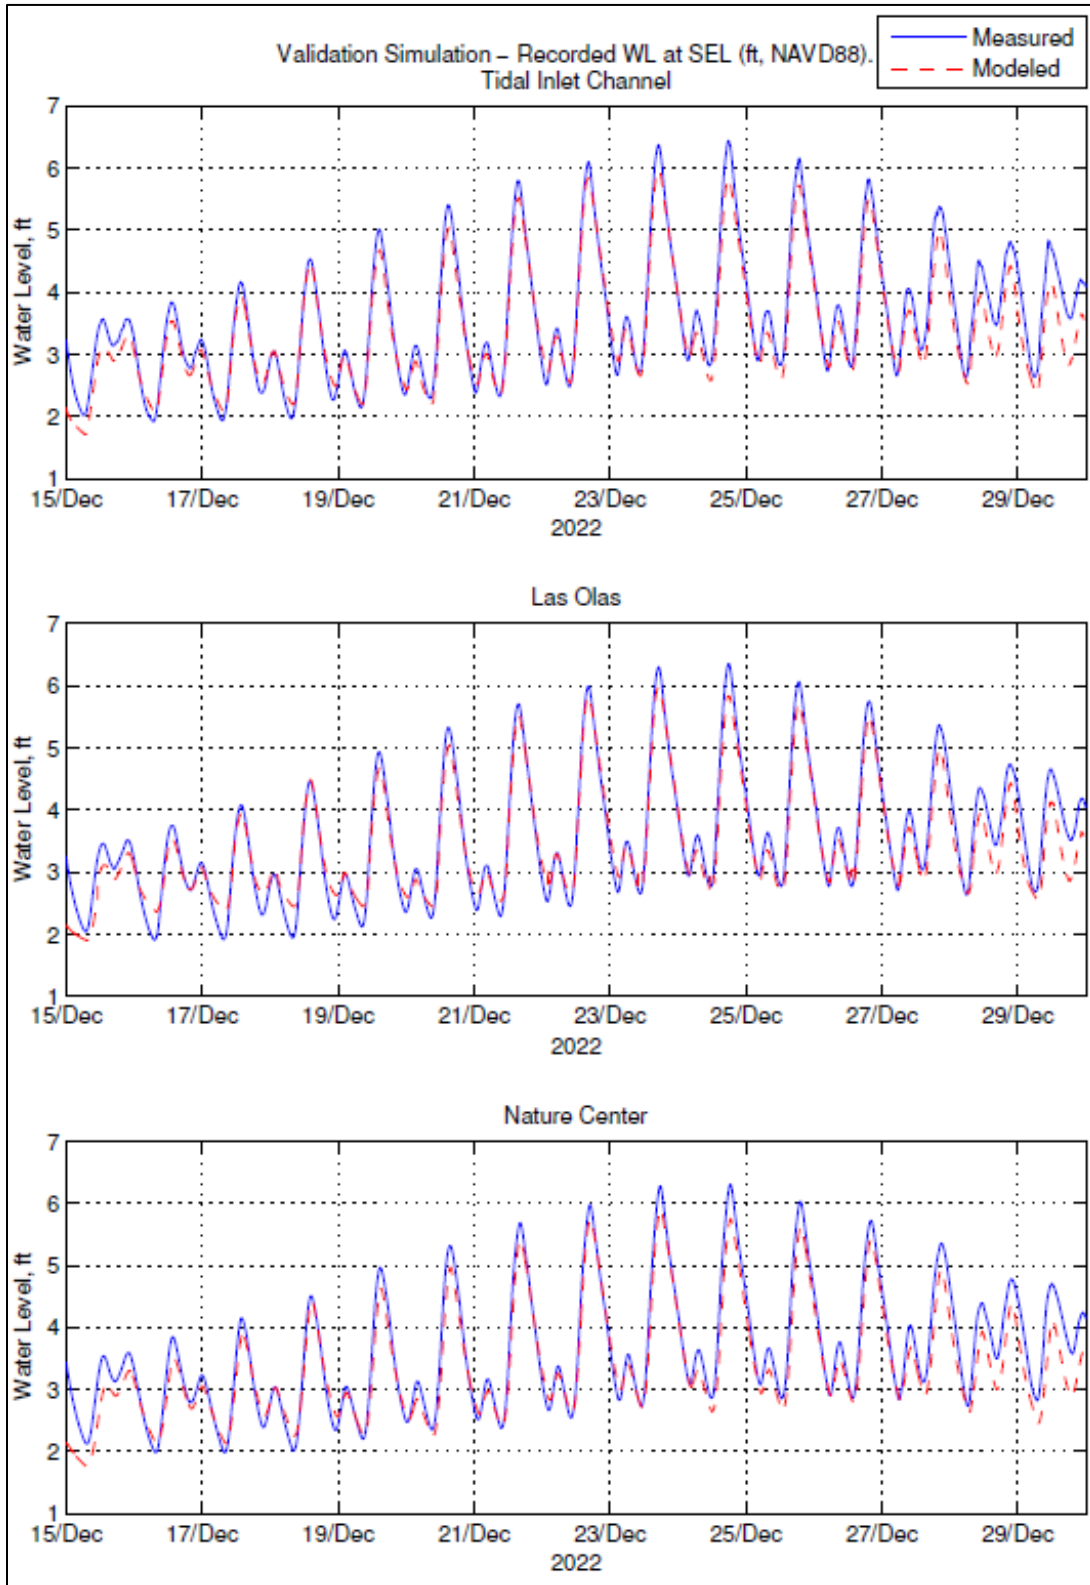 Validation Simulation – Recorded WL at SEL (ft, NAVD88).
Tidal Inlet Channel
Measured
Modeled
Water Level, ft
7
6
5
4
3
2
1
15/Dec 17/Dec 19/Dec 21/Dec 23/Dec 25/Dec 27/Dec 29/Dec
2022
Las Olas
Water Level, ft
7
6
5
4
3
2
1
15/Dec 17/Dec 19/Dec 21/Dec 23/Dec 25/Dec 27/Dec 29/Dec
2022
Nature Center
Water Level, ft
7
6
5
4
3
2
1
15/Dec 17/Dec 19/Dec 21/Dec 23/Dec 25/Dec 27/Dec 29/Dec
2022